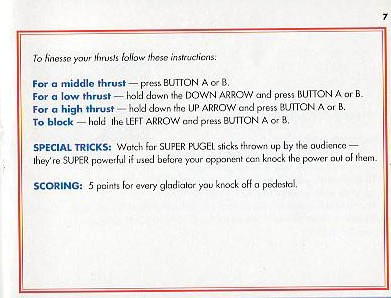 7
To finesse your thrusts follow these instructions:
For a middle thrust — press BUTTON A or B.
For a low thrust — hold down the DOWN ARROW and press BUTTON A or B.
For a high thrust — hold down the UP ARROW and press BUTTON A or B.
To block — hold the LEFT ARROW and press BUTTON A or B.
SPECIAL TRICKS: Watch for SUPER PUGEL sticks thrown up by the audience —
they're SUPER powerful if used before your opponent can knock the power out of them.
SCORING: 5 points for every gladiator you knock off a pedestal.